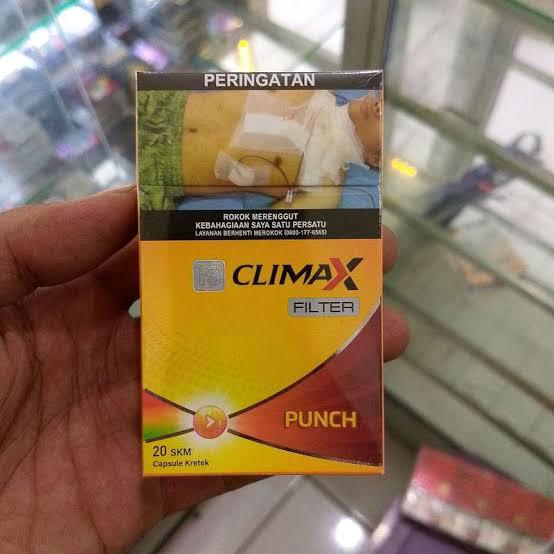 PERINGATAN
ROKOK MERENGGUT
KEBAHAGIAAN SAYA SATU PERSATU
LAYANAN BERHENTI MEROKOK (0800-177-6565)
CLIMAX
FILTER
PUNCH
20 SKM
Capsule Kretek